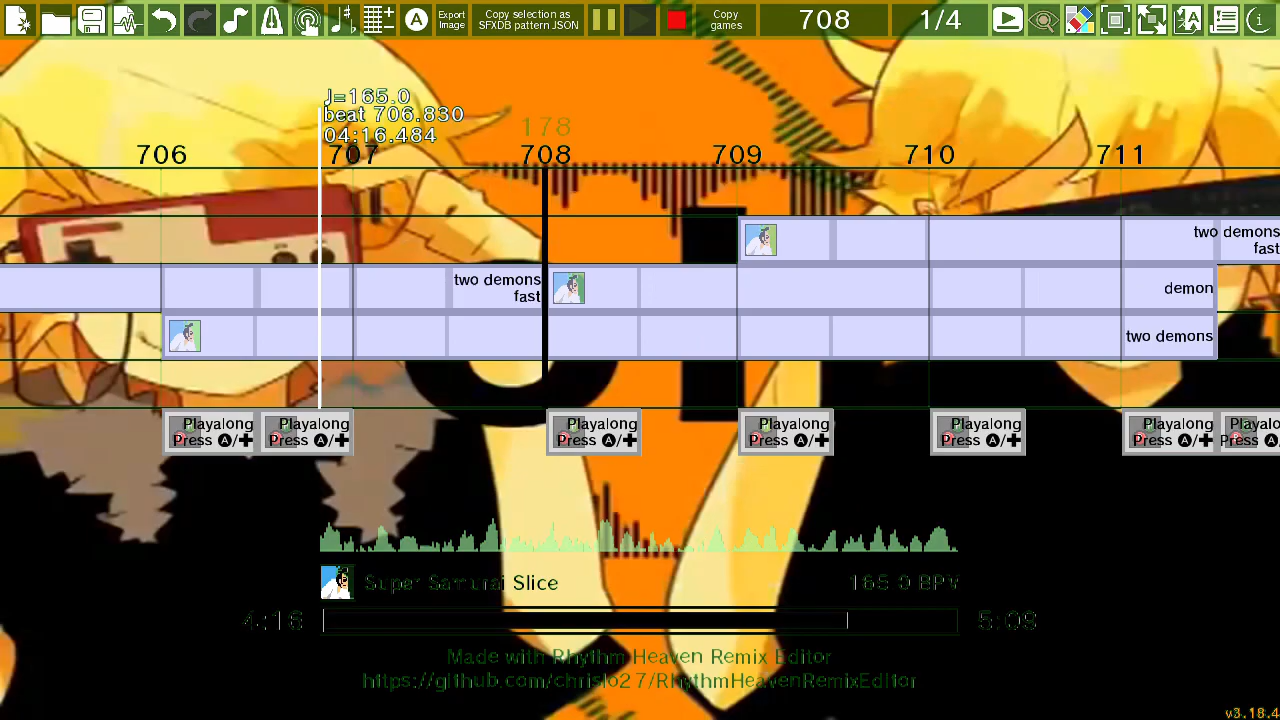 Export Image
Copy selection as SFXDB pattern JSON
Copy games
708
1/4
♩=165.0
beat 706.830
04:16.484
178
706
707
708
709
710
711
two demons fast
two demons fast
demon
two demons
Playalong Press A/✚
Playalong Press A/✚
Playalong Press A/✚
Playalong Press A/✚
Playalong Press A/✚
Playalong Press A/✚
Playalo
Press A/
Super Samurai Slice
165.0 BPM
4:16
5:09
Made with Rhythm Heaven Remix Editor
https://github.com/chrislo27/RhythmHeavenRemixEditor
v3.18.4